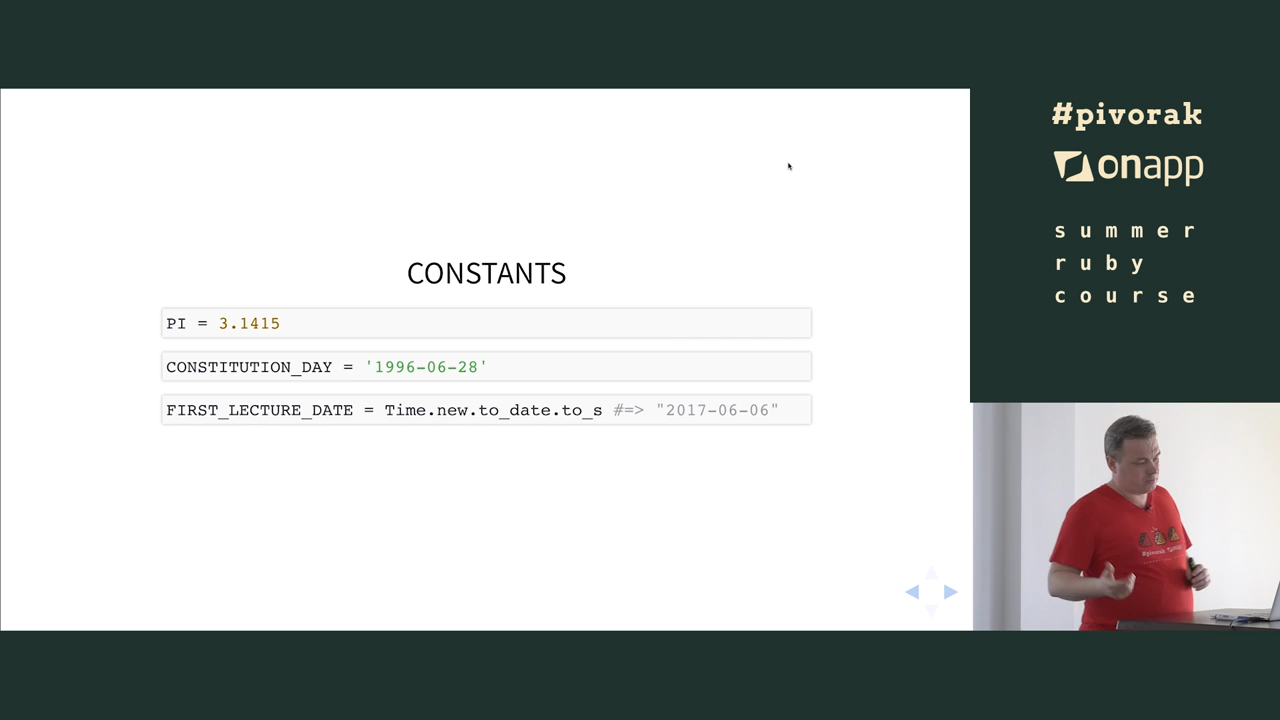 CONSTANTS
PI = 3.1415
CONSTITUTION_DAY = '1996-06-28'
FIRST_LECTURE_DATE = Time.new.to_date.to_s #=> "2017-06-06"
#pivorak
onapp
summer
ruby
course
#pivorak